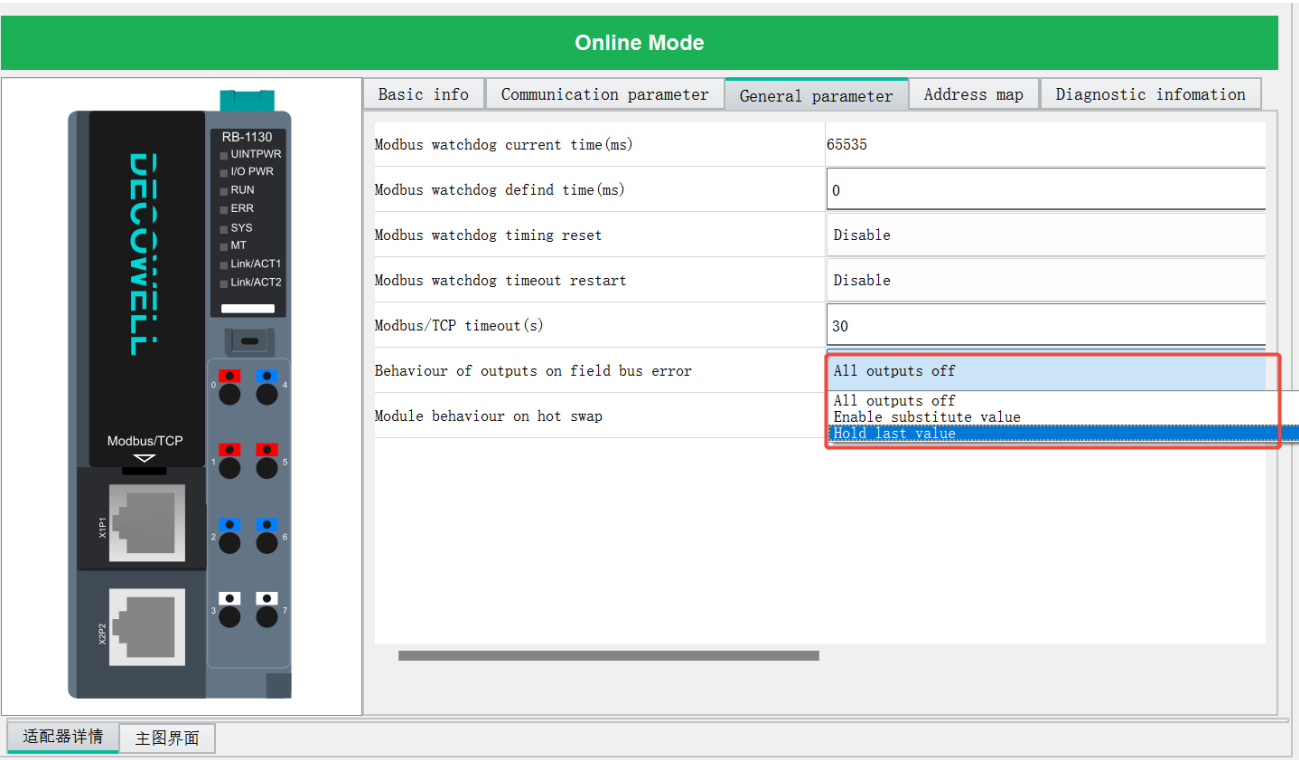 Online Mode
Basic info
Communication parameter
General parameter
Address map
Diagnostic infomation
RB-1130
UINTPWR
I/O PWR
RUN
ERR
SYS
MT
Link/ACT1
Link/ACT2
DECOWELL
0
4
1
5
2
6
3
7
Modbus/TCP
X1P1
X2P2
Modbus watchdog current time(ms)
65535
Modbus watchdog defind time(ms)
0
Modbus watchdog timing reset
Disable
Modbus watchdog timeout restart
Disable
Modbus/TCP timeout(s)
30
Behaviour of outputs on field bus error
All outputs off
Module behaviour on hot swap
All outputs off
Enable substitute value
Hold last value
适配器详情
主图界面